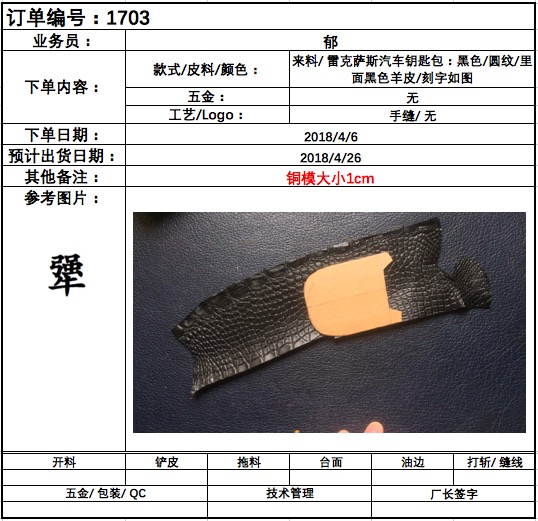 订单编号：1703
业务员： 郁
下单内容： 款式/皮料/颜色： 来料/ 雷克萨斯汽车钥匙包：黑色/圆纹/里
面黑色羊皮/刻字如图
五金： 无
工艺/Logo： 手缝/ 无
下单日期： 2018/4/6
预计出货日期： 2018/4/26
其他备注： 铜模大小1cm
参考图片：
犟
开料 铲皮 拖料 台面 油边 打斩/ 缝线
五金/ 包装/ QC 技术管理 厂长签字